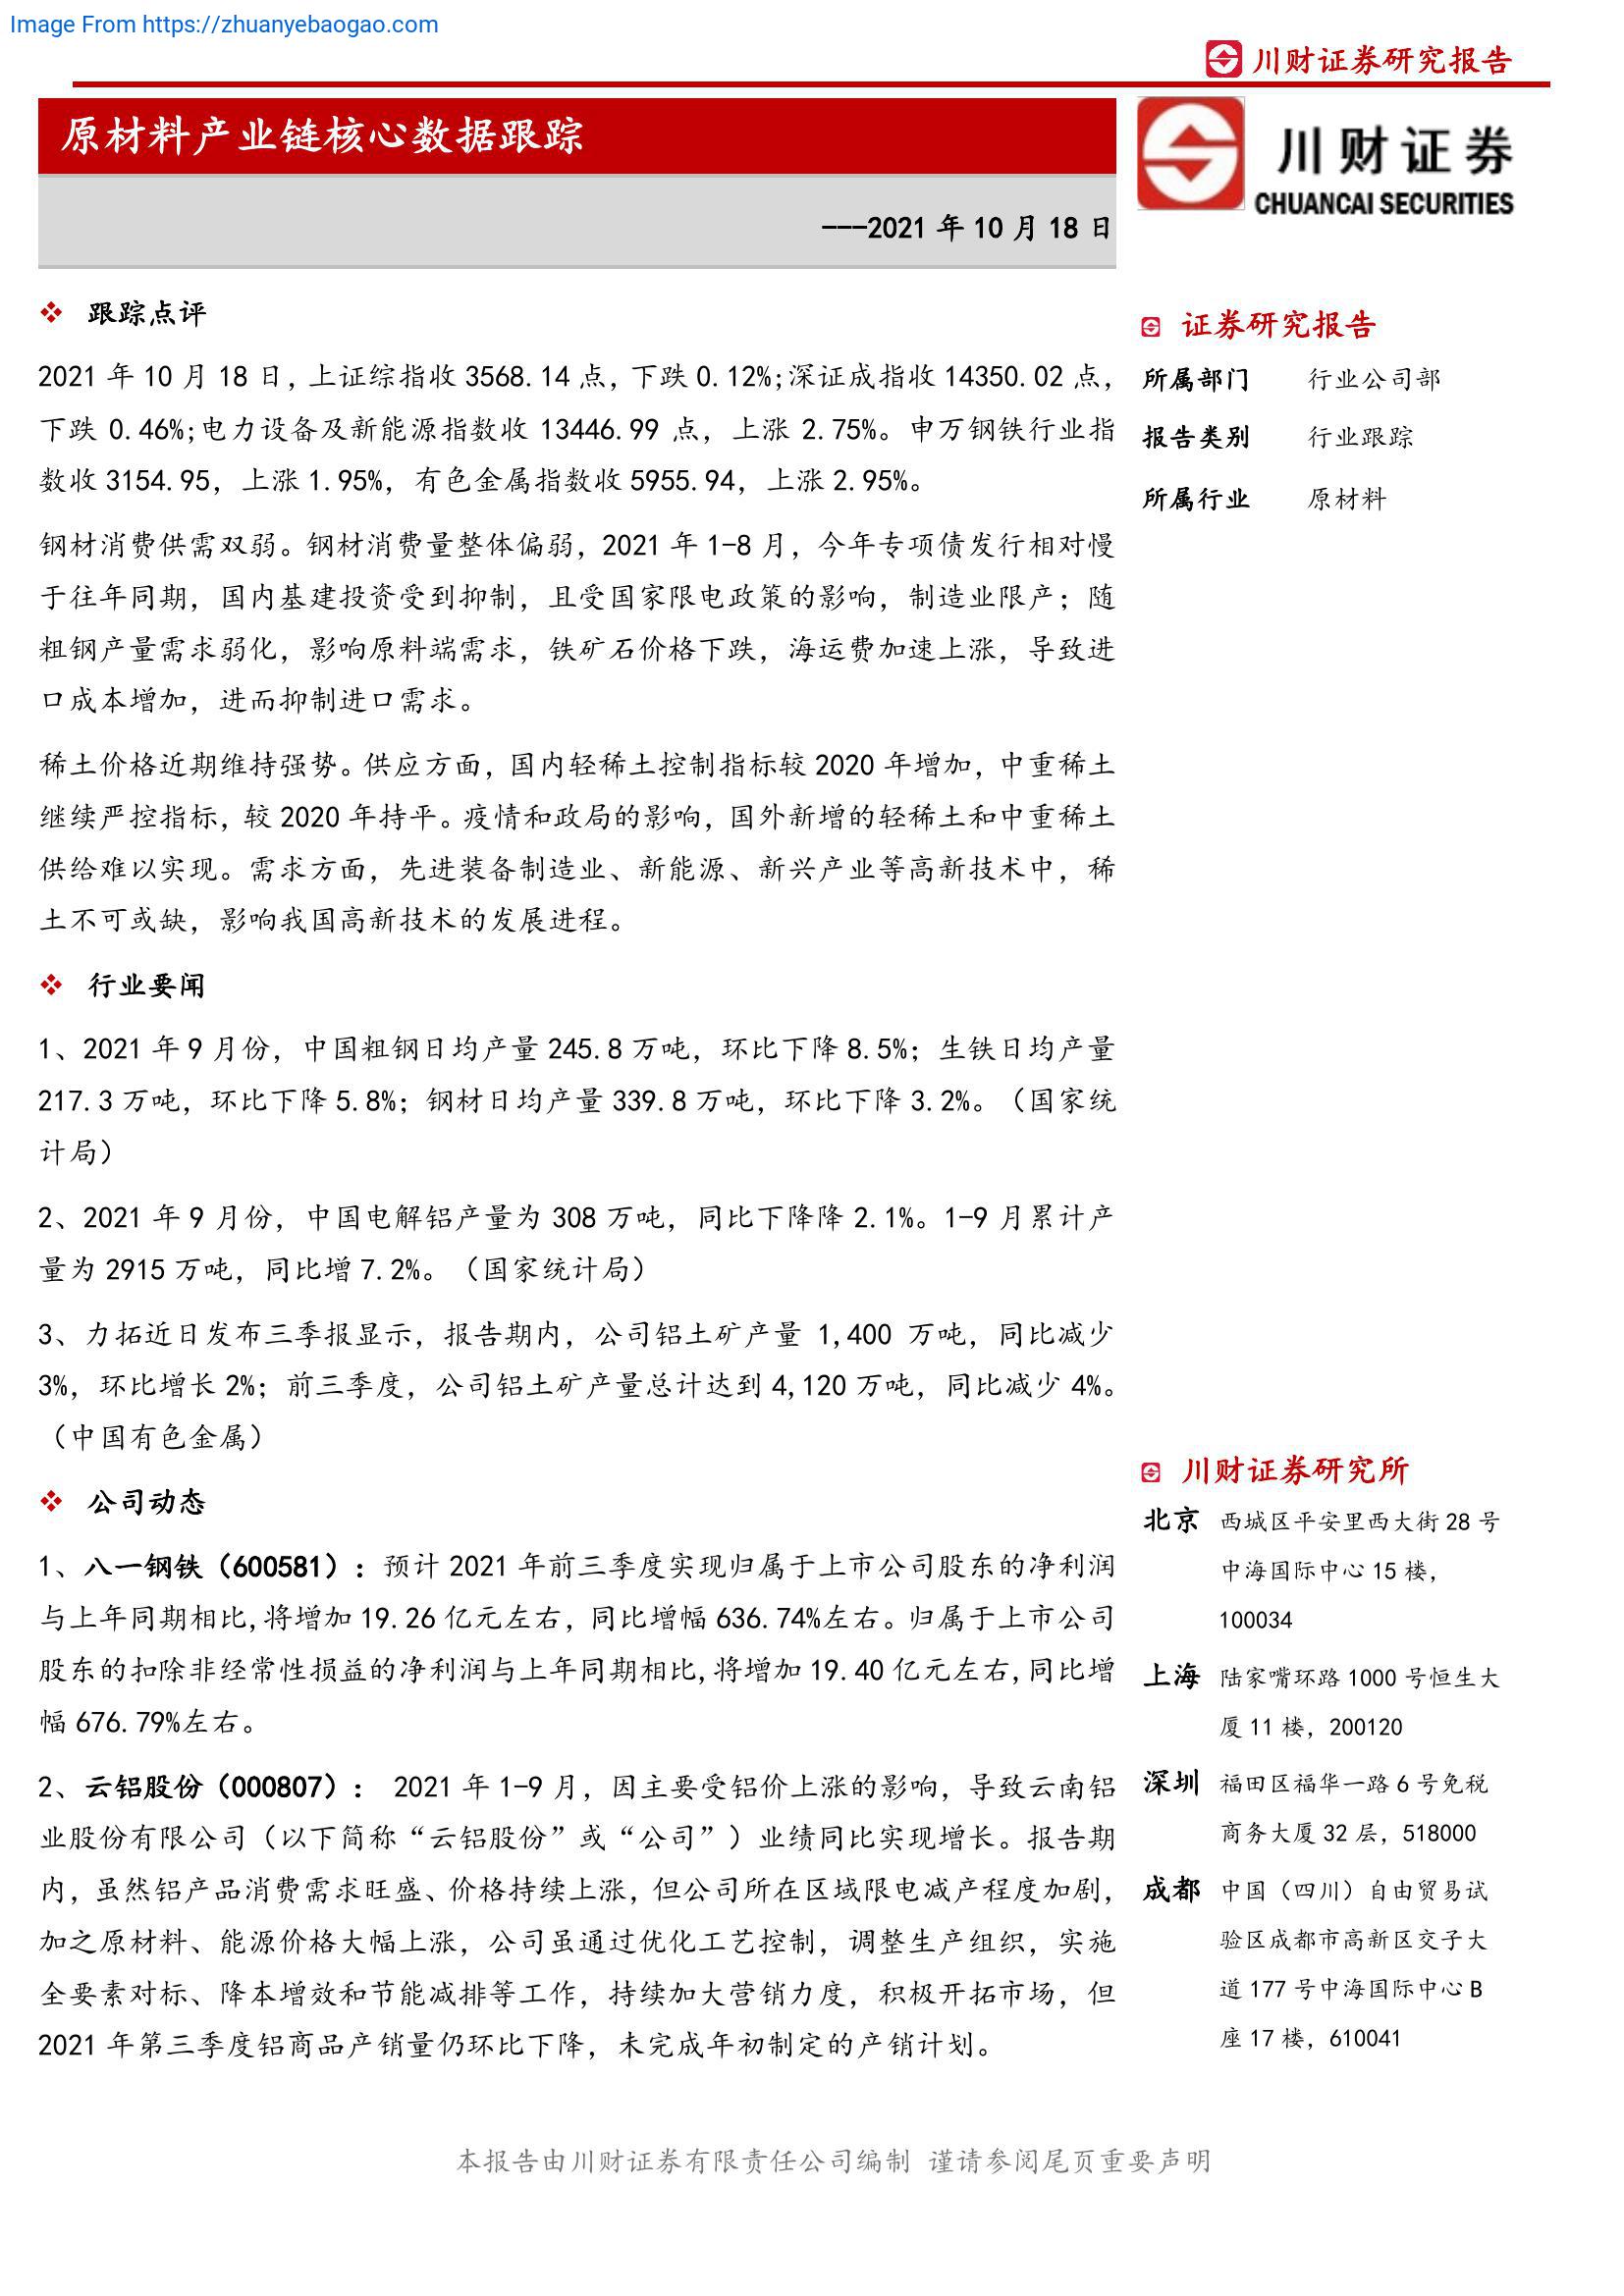 Image From https://zhuanyebaogao.com
川财证券研究报告
原材料产业链核心数据跟踪
---2021 年 10 月 18 日
川财证券
CHUANCAI SECURITIES
跟踪点评
2021 年 10 月 18 日，上证综指收 3568.14 点，下跌 0.12%；深证成指收 14350.02 点，
下跌 0.46%；电力设备及新能源指数收 13446.99 点，上涨 2.75%。申万钢铁行业指
数收 3154.95，上涨 1.95%，有色金属指数收 5955.94，上涨 2.95%。
钢材消费供需双弱。钢材消费量整体偏弱，2021 年 1-8 月，今年专项债发行相对慢
于往年同期，国内基建投资受到抑制，且受国家限电政策的影响，制造业限产；随
粗钢产量需求弱化，影响原料端需求，铁矿石价格下跌，海运费加速上涨，导致进
口成本增加，进而抑制进口需求。
稀土价格近期维持强势。供应方面，国内轻稀土控制指标较 2020 年增加，中重稀土
继续严控指标，较 2020 年持平。疫情和政局的影响，国外新增的轻稀土和中重稀土
供给难以实现。需求方面，先进装备制造业、新能源、新兴产业等高新技术中，稀
土不可或缺，影响我国高新技术的发展进程。
行业要闻
1、2021 年 9 月份，中国粗钢日均产量 245.8 万吨，环比下降 8.5%；生铁日均产量
217.3 万吨，环比下降 5.8%；钢材日均产量 339.8 万吨，环比下降 3.2%。（国家统
计局）
2、2021 年 9 月份，中国电解铝产量为 308 万吨，同比下降降 2.1%。1-9 月累计产
量为 2915 万吨，同比增 7.2%。（国家统计局）
3、力拓近日发布三季报显示，报告期内，公司铝土矿产量 1,400 万吨，同比减少
3%，环比增长 2%；前三季度，公司铝土矿产量总计达到 4,120 万吨，同比减少 4%。
（中国有色金属）
公司动态
1、八一钢铁（600581）：预计 2021 年前三季度实现归属于上市公司股东的净利润
与上年同期相比,将增加 19.26 亿元左右，同比增幅 636.74%左右。归属于上市公司
股东的扣除非经常性损益的净利润与上年同期相比,将增加 19.40 亿元左右,同比增
幅 676.79%左右。
2、云铝股份（000807）： 2021 年 1-9 月，因主要受铝价上涨的影响，导致云南铝
业股份有限公司（以下简称“云铝股份”或“公司”）业绩同比实现增长。报告期
内，虽然铝产品消费需求旺盛、价格持续上涨，但公司所在区域限电减产程度加剧，
加之原材料、能源价格大幅上涨，公司虽通过优化工艺控制，调整生产组织，实施
全要素对标、降本增效和节能减排等工作，持续加大营销力度，积极开拓市场，但
2021 年第三季度铝商品产销量仍环比下降，未完成年初制定的产销计划。
证券研究报告
所属部门 行业公司部
报告类别 行业跟踪
所属行业 原材料
川财证券研究所
北京 西城区平安里西大街 28 号
中海国际中心 15 楼，
100034
上海 陆家嘴环路 1000 号恒生大
厦 11 楼，200120
深圳 福田区福华一路 6 号免税
商务大厦 32 层，518000
成都 中国（四川）自由贸易试
验区成都市高新区交子大
道 177 号中海国际中心 B
座 17 楼，610041
本报告由川财证券有限责任公司编制 谨请参阅尾页重要声明